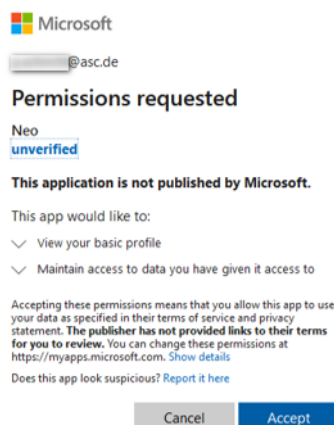 Microsoft
@asc.de
Permissions requested
Neo
unverified
This application is not published by Microsoft.
This app would like to:
View your basic profile
Maintain access to data you have given it access to
Accepting these permissions means that you allow this app to use
your data as specified in their terms of service and privacy
statement. The publisher has not provided links to their terms
for you to review. You can change these permissions at
https://myapps.microsoft.com. Show details
Does this app look suspicious? Report it here
Cancel
Accept